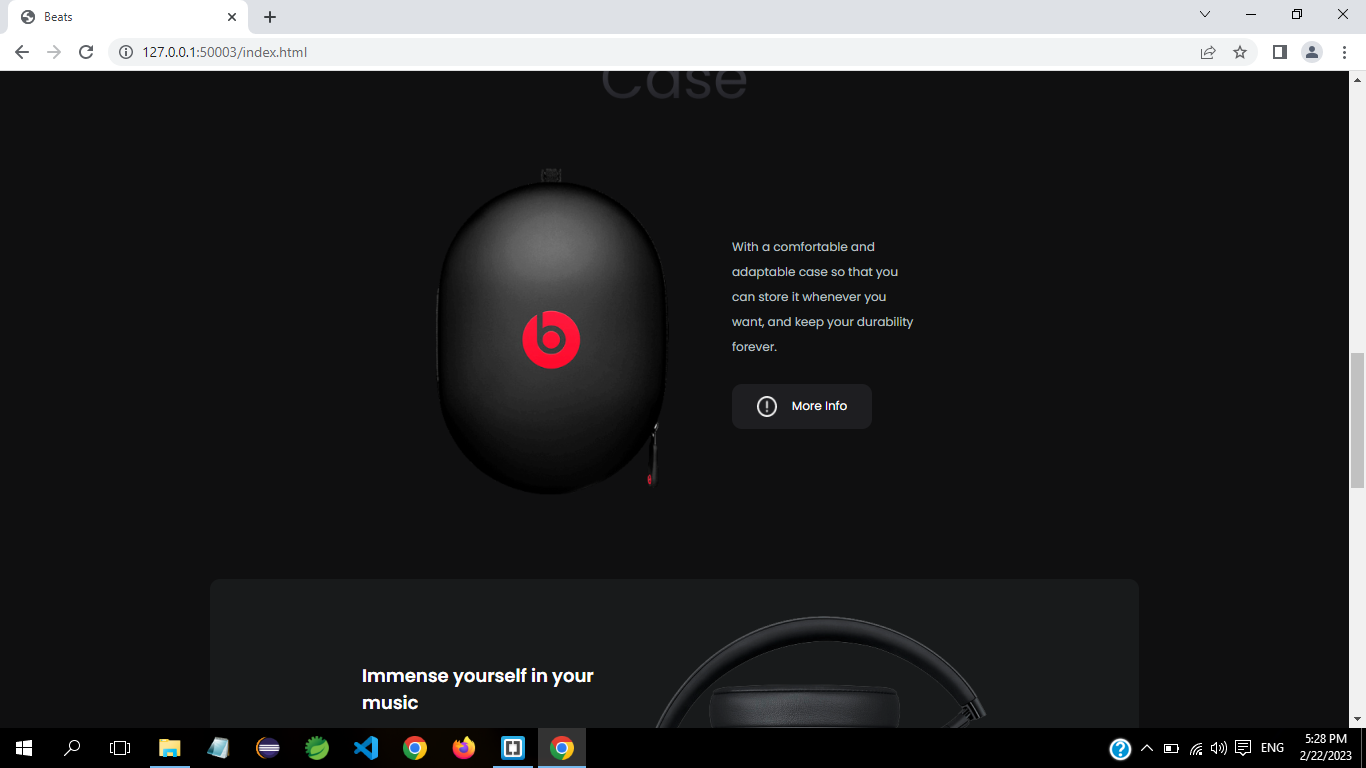 Beats
127.0.0.1:50003/index.html
Case
With a comfortable and
adaptable case so that you
can store it whenever you
want, and keep your durability
forever.
More Info
Immense yourself in your
music
ENG
5:28 PM
2/22/2023